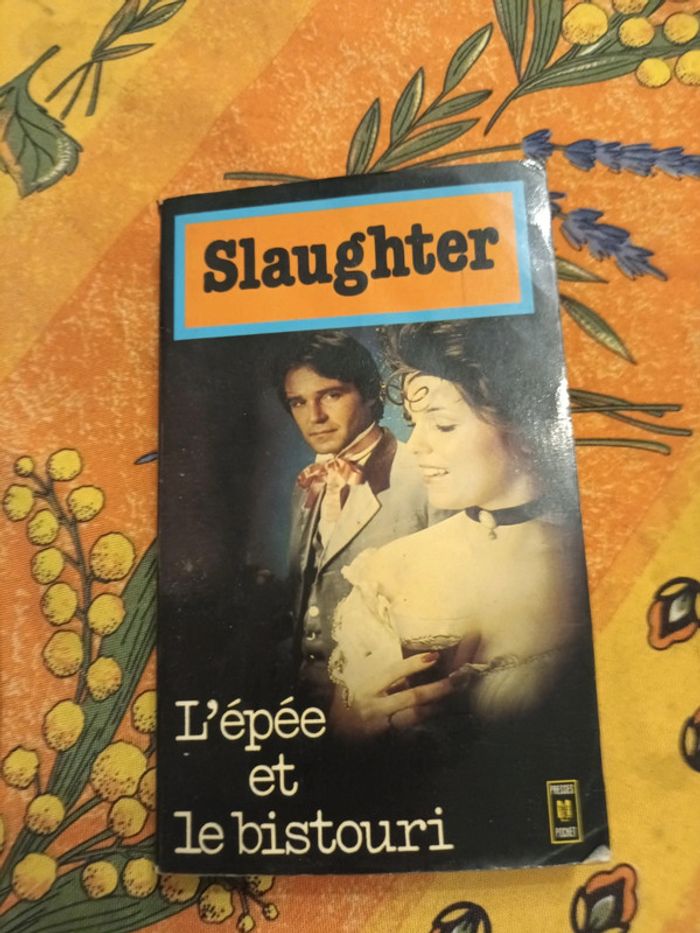 Slaughter
L'épée
et
le bistouri
PRESSES
POCKET